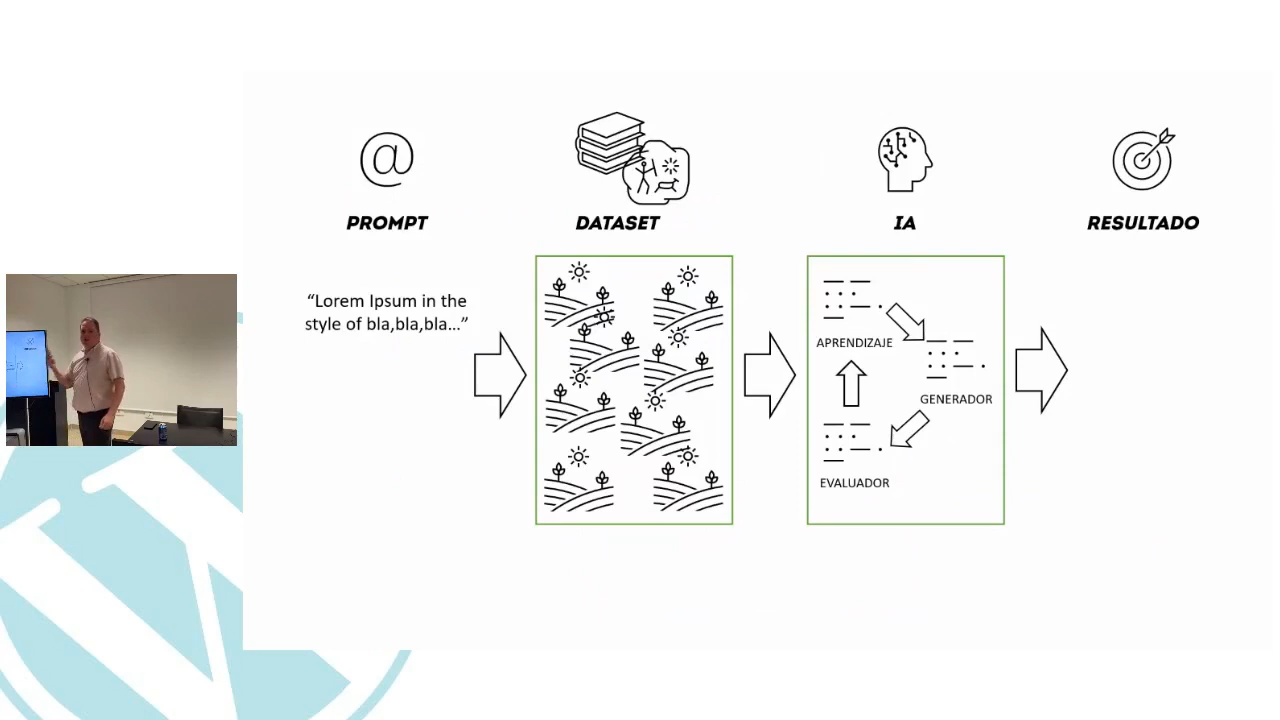 @
PROMPT
DATASET
IA
RESULTADO
“Lorem Ipsum in the
style of bla,bla,bla...”
APRENDIZAJE
GENERADOR
EVALUADOR